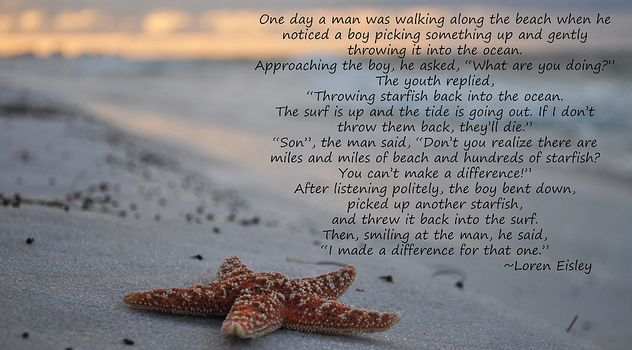 One day a man was walking along the beach when he
noticed a boy picking something up and gently
throwing it into the ocean.
Approaching the boy, he asked, “What are you doing?”
The youth replied,
“Throwing starfish back into the ocean.
The surf is up and the tide is going out. If I don’t
throw them back, they’ll die.”
“Son”, the man said, “Don’t you realize there are
miles and miles of beach and hundreds of starfish?
You can’t make a difference!”
After listening politely, the boy bent down,
picked up another starfish,
and threw it back into the surf.
Then, smiling at the man, he said,
“I made a difference for that one.”
~Loren Eisley